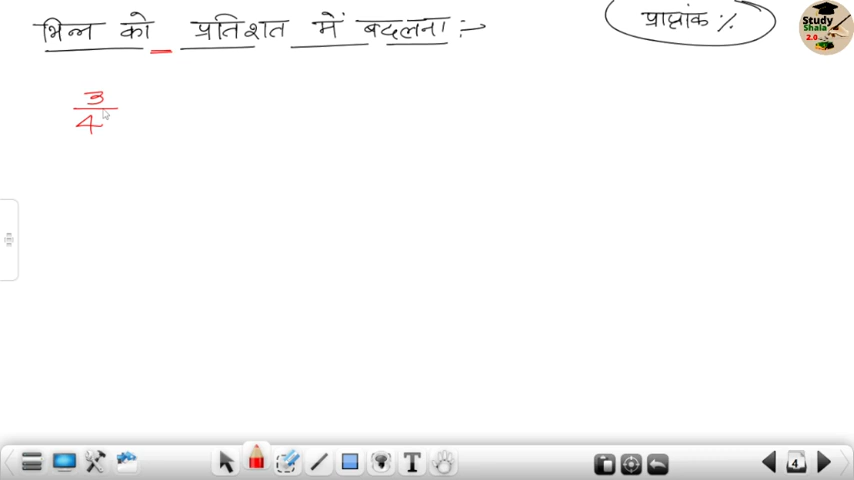 भिन्न को प्रतिशत में बदलना :-
प्राप्तांक %
Study
Shala
2.0
3
4
T
4